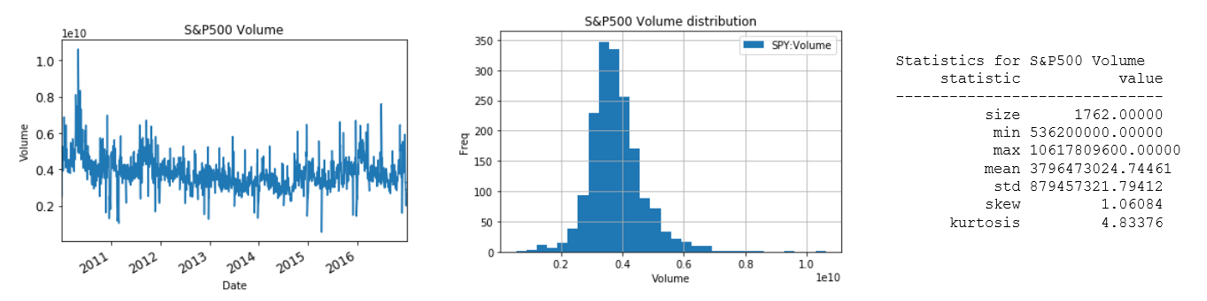 S&P500 Volume
1e10
1.0
0.8
0.6
0.4
0.2
Volume
2011 2012 2013 2014 2015 2016
Date
S&P500 Volume distribution
SPY:Volume
350
300
250
200
150
100
50
0
Freq
0.2 0.4 0.6 0.8 1.0
1e10
Volume
Statistics for S&P500 Volume
statistic value
------------------------------
size 1762.00000
min 536200000.00000
max 10617809600.00000
mean 3796473024.74461
std 879457321.79412
skew 1.06084
kurtosis 4.83376